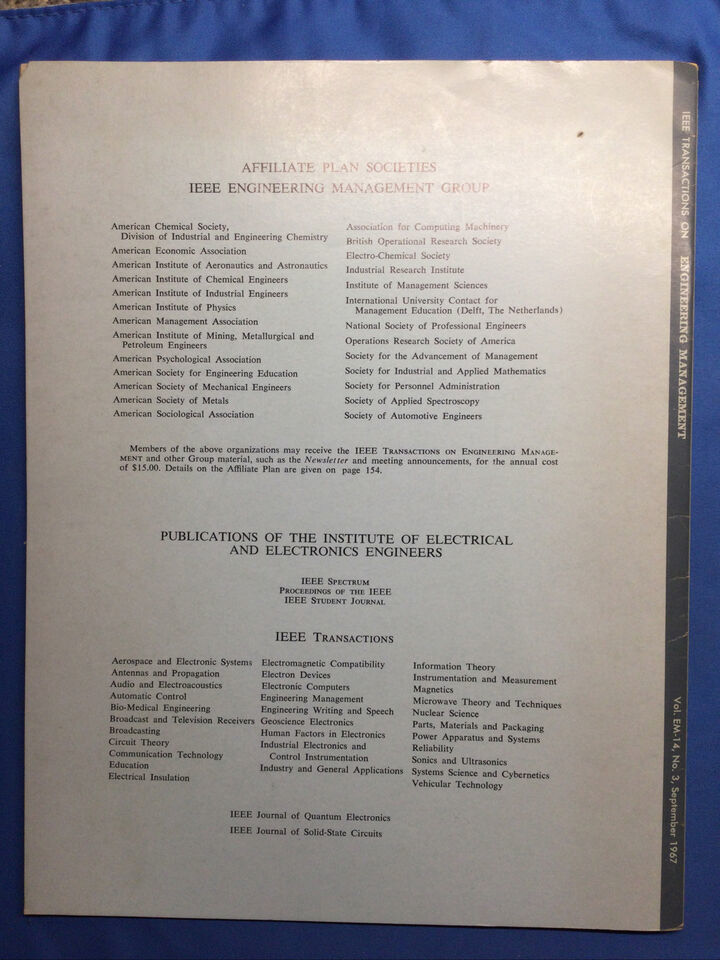 AFFILIATE PLAN SOCIETIES
IEEE ENGINEERING MANAGEMENT GROUP
American Chemical Society,
Division of Industrial and Engineering Chemistry
American Economic Association
American Institute of Aeronautics and Astronautics
American Institute of Chemical Engineers
American Institute of Industrial Engineers
American Institute of Physics
American Management Association
American Institute of Mining, Metallurgical and
Petroleum Engineers
American Psychological Association
American Society for Engineering Education
American Society of Mechanical Engineers
American Society of Metals
American Sociological Association
Association for Computing Machinery
British Operational Research Society
Electro-Chemical Society
Industrial Research Institute
Institute of Management Sciences
International University Contact for
Management Education (Delft, The Netherlands)
National Society of Professional Engineers
Operations Research Society of America
Society for the Advancement of Management
Society for Industrial and Applied Mathematics
Society for Personnel Administration
Society of Applied Spectroscopy
Society of Automotive Engineers
Members of the above organizations may receive the IEEE TRANSACTIONS ON ENGINEERING MANAGE-
MENT and other Group material, such as the Newsletter and meeting announcements, for the annual cost
of $15.00. Details on the Affiliate Plan are given on page 154.
PUBLICATIONS OF THE INSTITUTE OF ELECTRICAL
AND ELECTRONICS ENGINEERS
IEEE SPECTRUM
PROCEEDINGS OF THE IEEE
IEEE STUDENT JOURNAL
IEEE TRANSACTIONS
Aerospace and Electronic Systems
Antennas and Propagation
Audio and Electroacoustics
Automatic Control
Bio-Medical Engineering
Broadcast and Television Receivers
Broadcasting
Circuit Theory
Communication Technology
Education
Electrical Insulation
Electromagnetic Compatibility
Electron Devices
Electronic Computers
Engineering Management
Engineering Writing and Speech
Geoscience Electronics
Human Factors in Electronics
Industrial Electronics and
Control Instrumentation
Industry and General Applications
Information Theory
Instrumentation and Measurement
Magnetics
Microwave Theory and Techniques
Nuclear Science
Parts, Materials and Packaging
Power Apparatus and Systems
Reliability
Sonics and Ultrasonics
Systems Science and Cybernetics
Vehicular Technology
IEEE Journal of Quantum Electronics
IEEE Journal of Solid-State Circuits
IEEE TRANSACTIONS ON ENGINEERING MANAGEMENT
Vol. EM-14, No. 3, September 1967